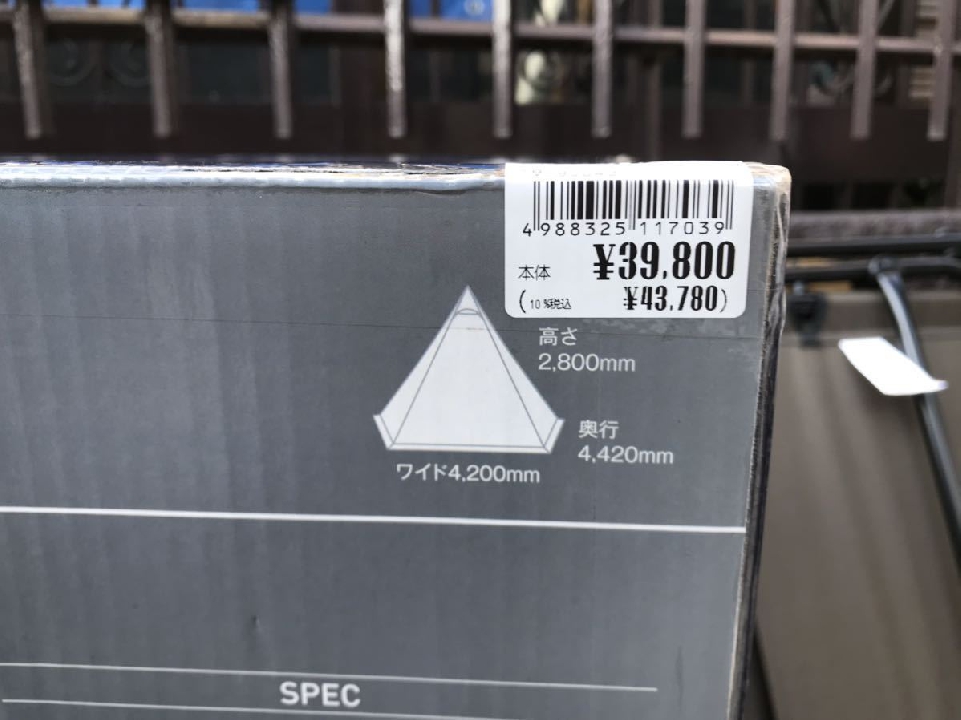 4 988325 117039
本体 ¥39,800
(10%税込 ¥43,780)
高さ
2,800mm
奥行
4,420mm
ワイド4,200mm
SPEC